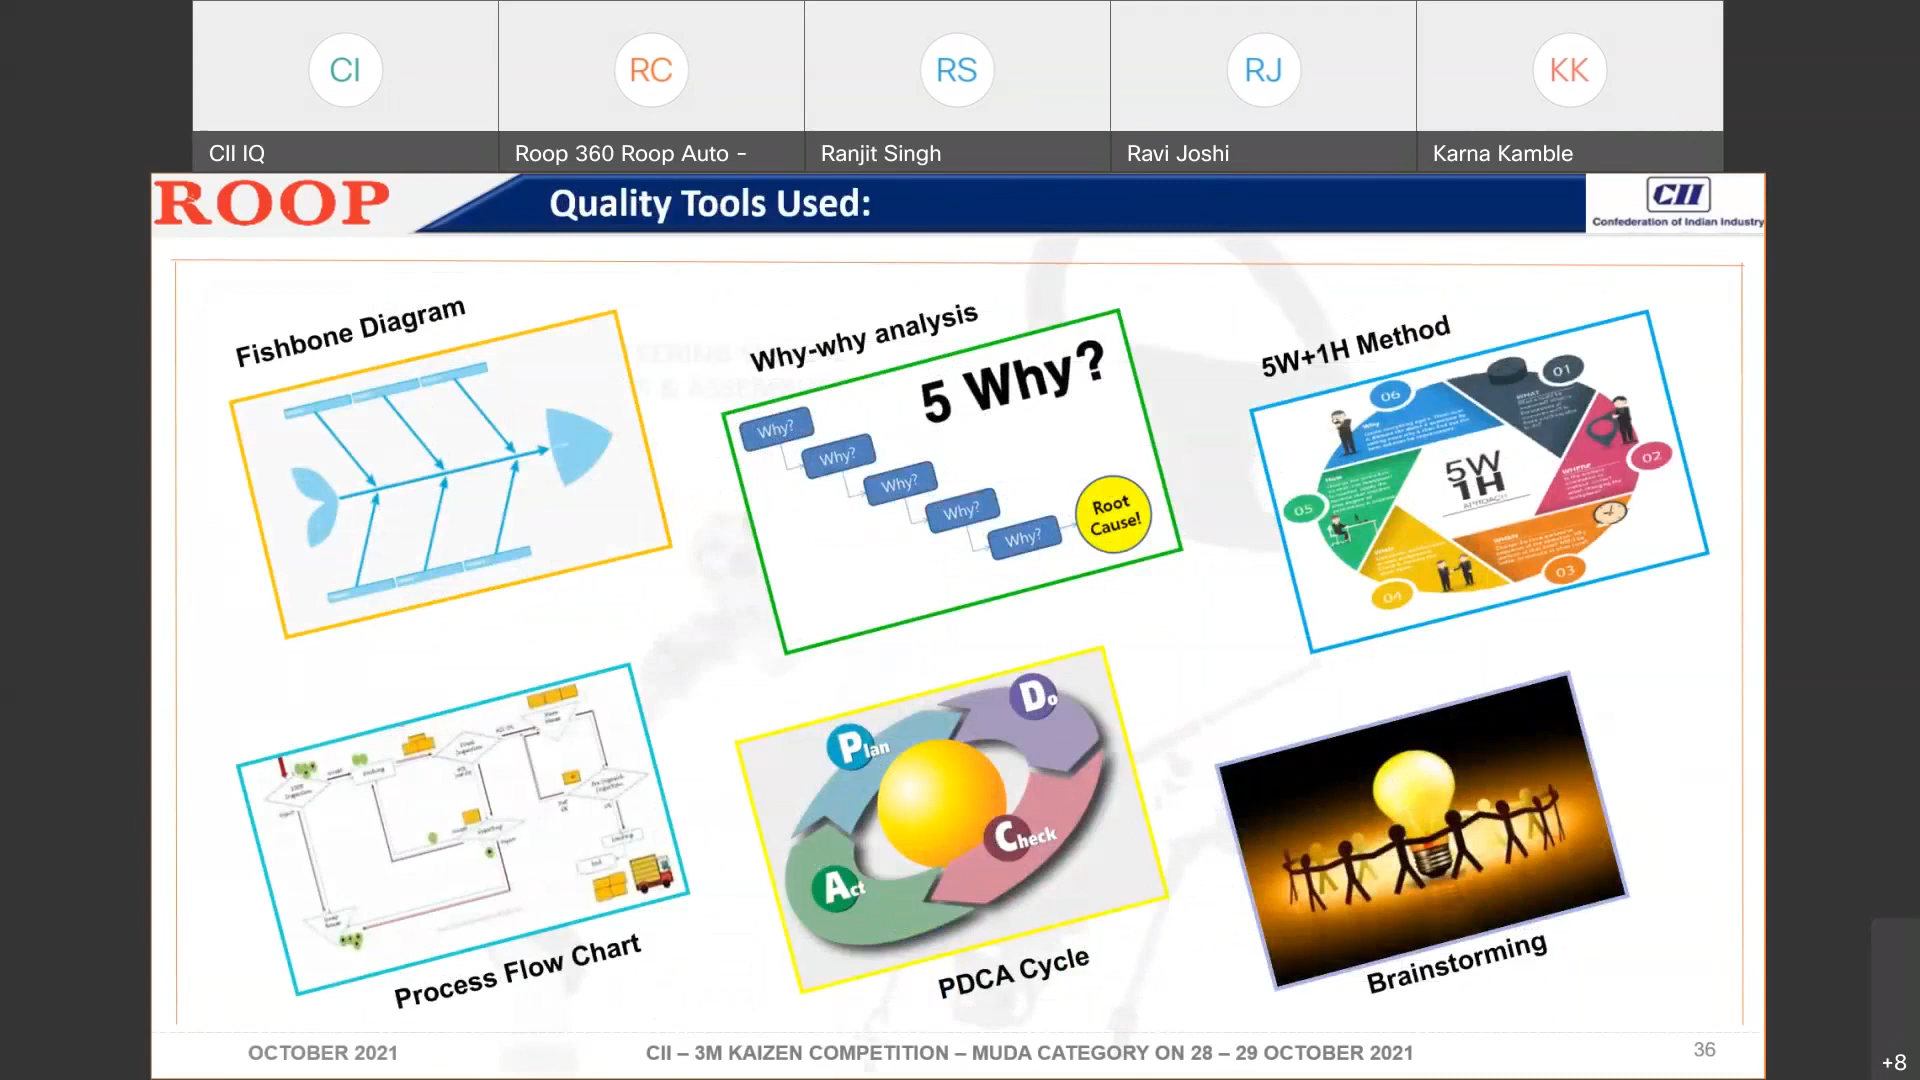 CI
RC
RS
RJ
KK
CII IQ
Roop 360 Roop Auto -
Ranjit Singh
Ravi Joshi
Karna Kamble
ROOP
Quality Tools Used:
CII
Confederation of Indian Industry
Fishbone Diagram
Why-why analysis
5 Why?
Why?
Why?
Why?
Why?
Why?
Root
Cause!
5W+1H Method
06
01
02
03
04
05
5W
1H
APPROACH
Process Flow Chart
Plan
Do
Check
Act
PDCA Cycle
Brainstorming
OCTOBER 2021
CII – 3M KAIZEN COMPETITION – MUDA CATEGORY ON 28 – 29 OCTOBER 2021
36
+8